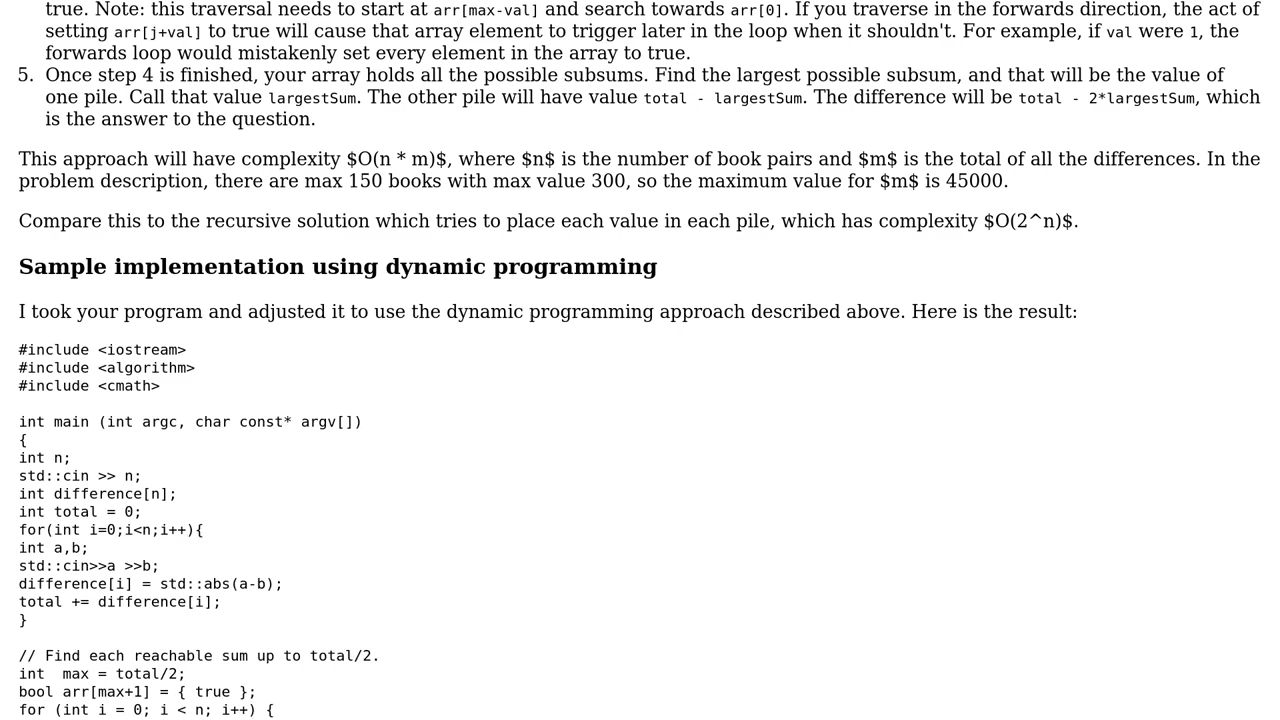 true. Note: this traversal needs to start at arr[max-val] and search towards arr[0]. If you traverse in the forwards direction, the act of
setting arr[j+val] to true will cause that array element to trigger later in the loop when it shouldn't. For example, if val were 1, the
forwards loop would mistakenly set every element in the array to true.
5. Once step 4 is finished, your array holds all the possible subsums. Find the largest possible subsum, and that will be the value of
one pile. Call that value largestSum. The other pile will have value total - largestSum. The difference will be total - 2*largestSum, which
is the answer to the question.
This approach will have complexity $O(n * m)$, where $n$ is the number of book pairs and $m$ is the total of all the differences. In the
problem description, there are max 150 books with max value 300, so the maximum value for $m$ is 45000.
Compare this to the recursive solution which tries to place each value in each pile, which has complexity $O(2^n)$.
Sample implementation using dynamic programming
I took your program and adjusted it to use the dynamic programming approach described above. Here is the result:
#include <iostream>
#include <algorithm>
#include <cmath>
int main (int argc, char const* argv[])
{
int n;
std::cin >> n;
int difference[n];
int total = 0;
for(int i=0;i<n;i++){
int a,b;
std::cin>>a >>b;
difference[i] = std::abs(a-b);
total += difference[i];
}
// Find each reachable sum up to total/2.
int  max = total/2;
bool arr[max+1] = { true };
for (int i = 0; i < n; i++) {